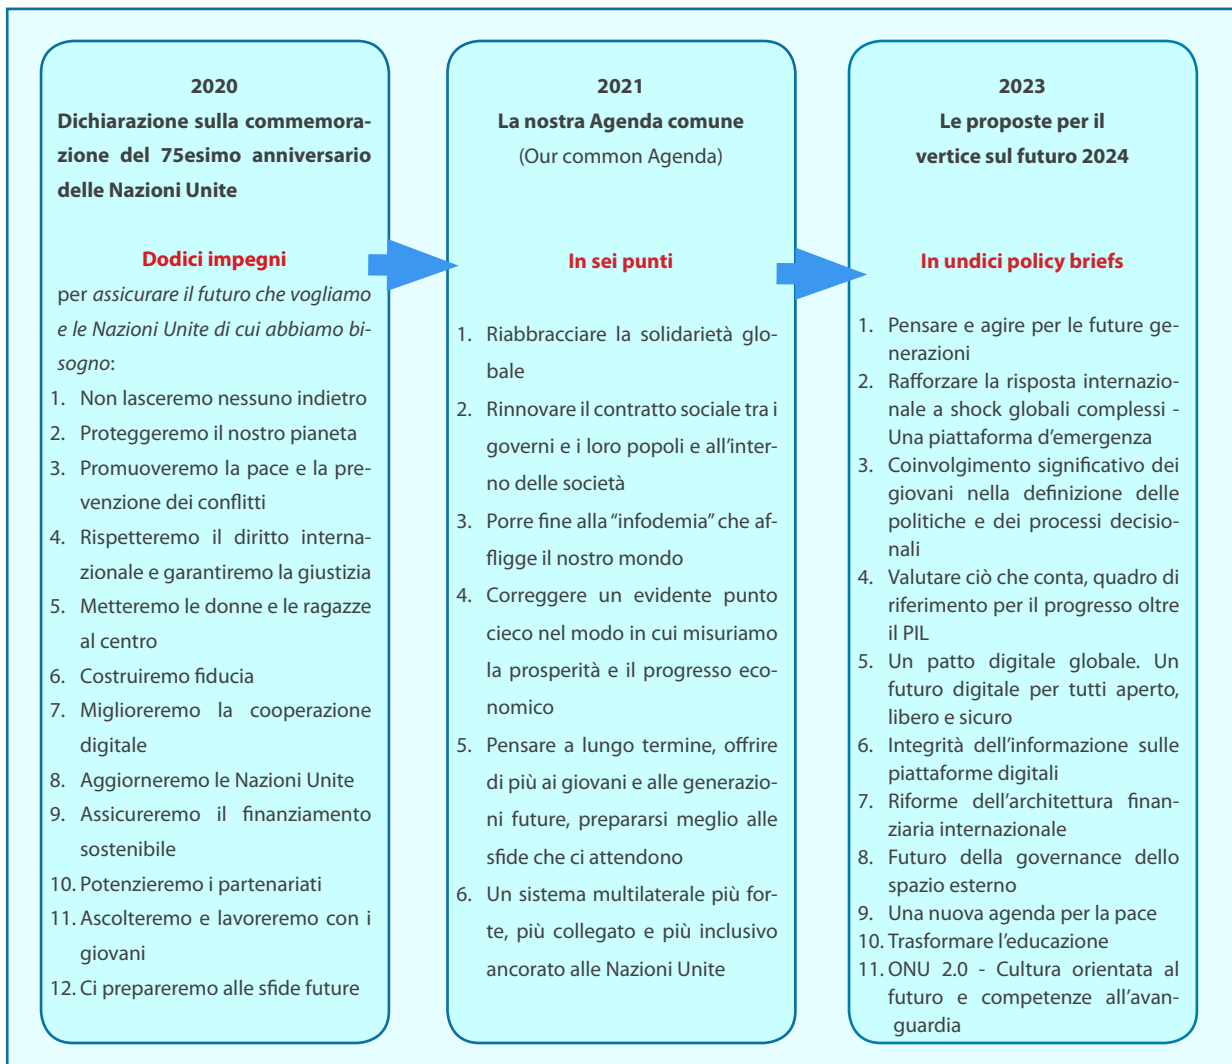 2020
Dichiarazione sulla commemora-
zione del 75esimo anniversario
delle Nazioni Unite
Dodici impegni
per assicurare il futuro che vogliamo
e le Nazioni Unite di cui abbiamo bi-
sogno:
1. Non lasceremo nessuno indietro
2. Proteggeremo il nostro pianeta
3. Promuoveremo la pace e la pre-
venzione dei conflitti
4. Rispetteremo il diritto interna-
zionale e garantiremo la giustizia
5. Metteremo le donne e le ragazze
al centro
6. Costruiremo fiducia
7. Miglioreremo la cooperazione
digitale
8. Aggiorneremo le Nazioni Unite
9. Assicureremo il finanziamento
sostenibile
10. Potenzieremo i partenariati
11. Ascolteremo e lavoreremo con i
giovani
12. Ci prepareremo alle sfide future
2021
La nostra Agenda comune
(Our common Agenda)
In sei punti
1. Riabbracciare la solidarietà glo-
bale
2. Rinnovare il contratto sociale tra i
governi e i loro popoli e all'inter-
no delle società
3. Porre fine alla "infodemia" che af-
fligge il nostro mondo
4. Correggere un evidente punto
cieco nel modo in cui misuriamo
la prosperità e il progresso eco-
nomico
5. Pensare a lungo termine, offrire
di più ai giovani e alle generazio-
ni future, prepararsi meglio alle
sfide che ci attendono
6. Un sistema multilaterale più for-
te, più collegato e più inclusivo
ancorato alle Nazioni Unite
2023
Le proposte per il
vertice sul futuro 2024
In undici policy briefs
1. Pensare e agire per le future ge-
nerazioni
2. Rafforzare la risposta internazio-
nale a shock globali complessi -
Una piattaforma d'emergenza
3. Coinvolgimento significativo dei
giovani nella definizione delle
politiche e dei processi decisio-
nali
4. Valutare ciò che conta, quadro di
riferimento per il progresso oltre
il PIL
5. Un patto digitale globale. Un
futuro digitale per tutti aperto,
libero e sicuro
6. Integrità dell'informazione sulle
piattaforme digitali
7. Riforme dell'architettura finan-
ziaria internazionale
8. Futuro della governance dello
spazio esterno
9. Una nuova agenda per la pace
10. Trasformare l'educazione
11. ONU 2.0 - Cultura orientata al
futuro e competenze all'avan-
guardia